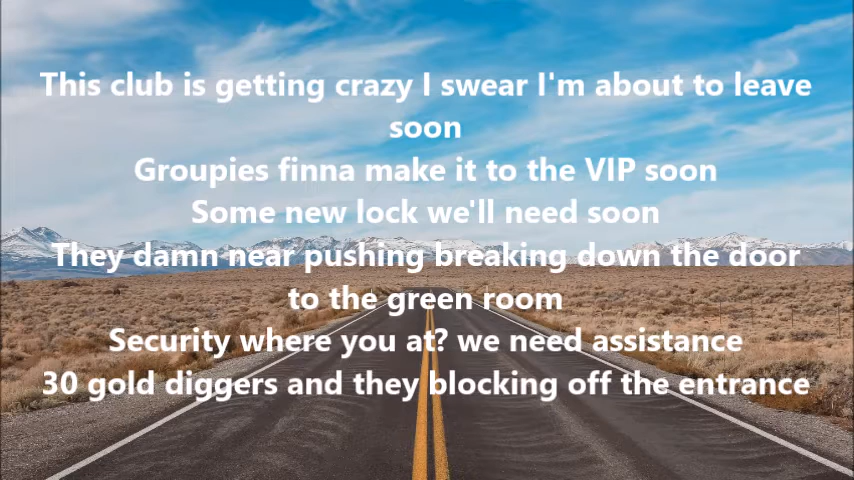 This club is getting crazy I swear I'm about to leave
soon
Groupies finna make it to the VIP soon
Some new lock we'll need soon
They damn near pushing breaking down the door
to the green room
Security where you at? we need assistance
30 gold diggers and they blocking off the entrance